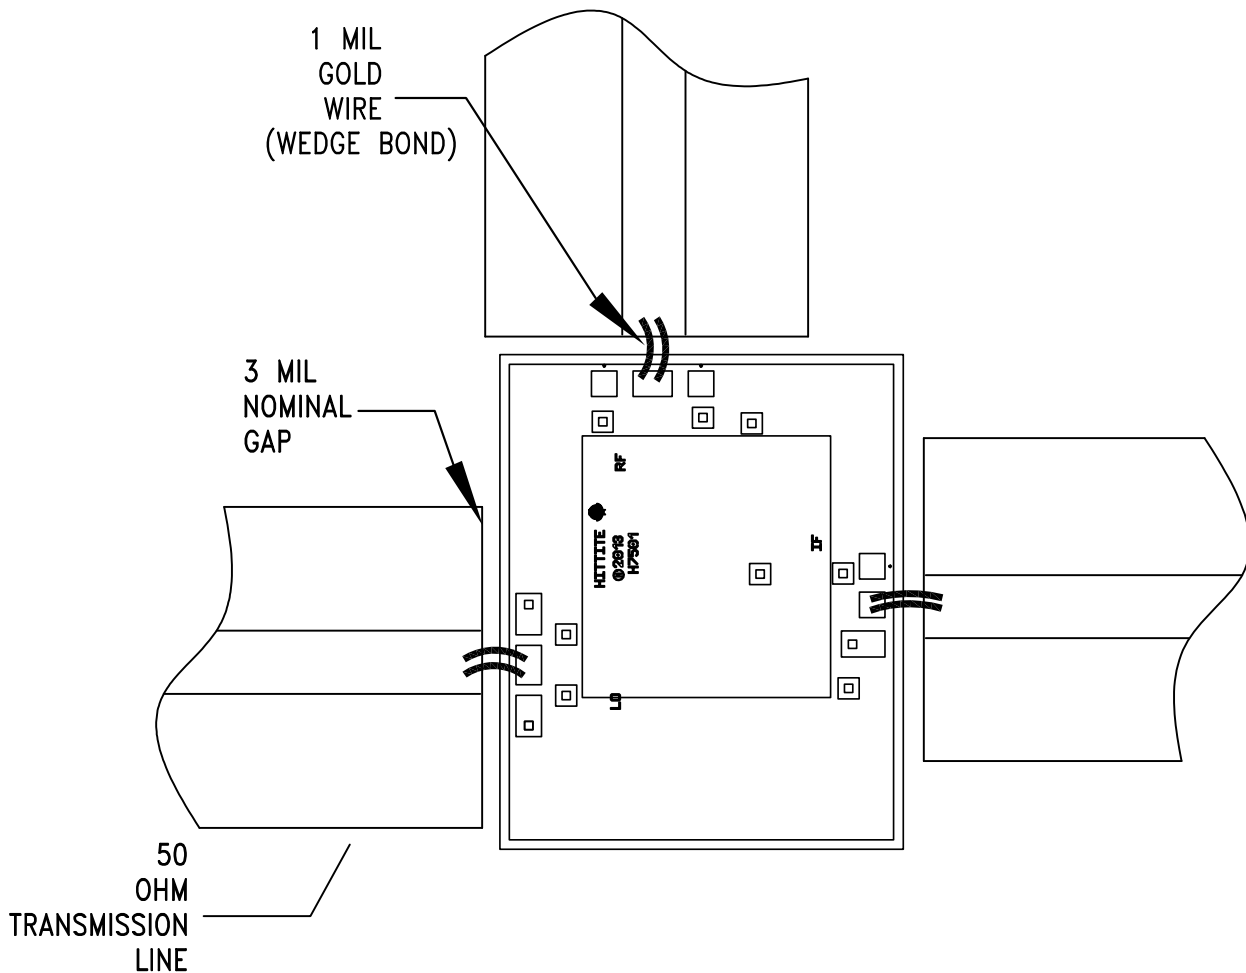 1 MIL
GOLD
WIRE
(WEDGE BOND)
3 MIL
NOMINAL
GAP
RF
HITTITE
©2013
H7501
IF
LO
50
OHM
TRANSMISSION
LINE